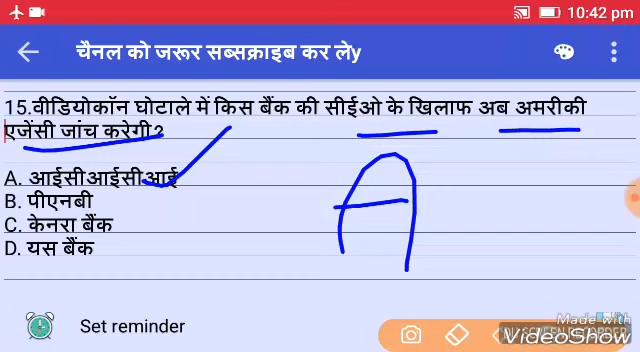 10:42 pm
चैनल को जरूर सब्सक्राइब कर लेy
15.वीडियोकॉन घोटाले में किस बैंक की सीईओ के खिलाफ अब अमरीकी
एजेंसी जांच करेगी?
A. आईसीआईसीआई
B. पीएनबी
C. केनरा बैंक
D. यस बैंक
A
Set reminder
Made with
VideoShow